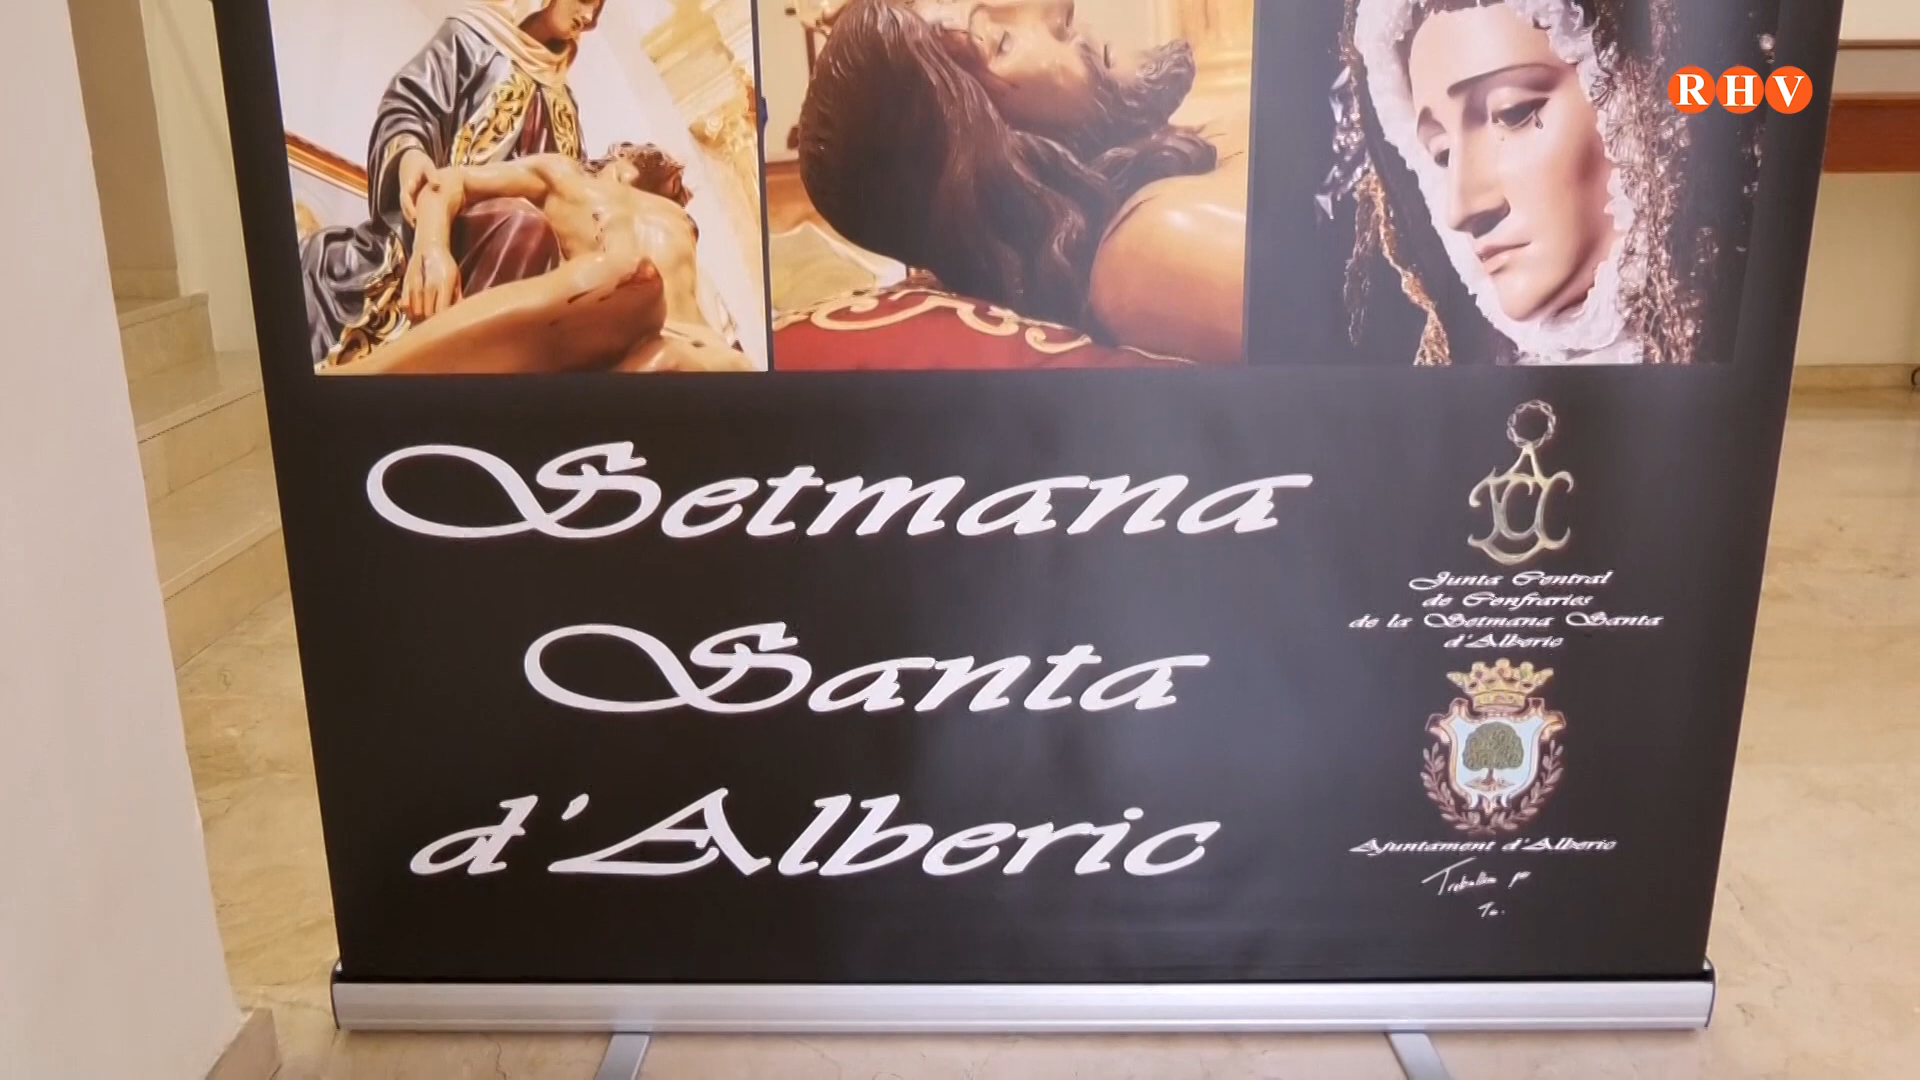 RHV
Setmana
Santa
d'Alberic
Junta Central
de Confraries
de la Setmana Santa
d'Alberic
Ajuntament d'Alberic